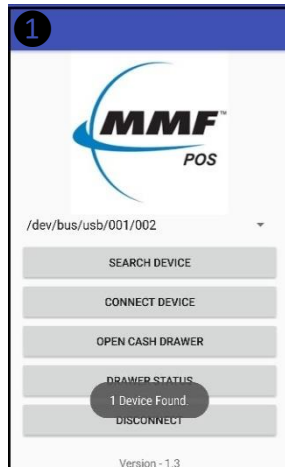 1
MMF™
POS
/dev/bus/usb/001/002
SEARCH DEVICE
CONNECT DEVICE
OPEN CASH DRAWER
DRAWER STATUS
1 Device Found.
DISCONNECT
Version - 1.3